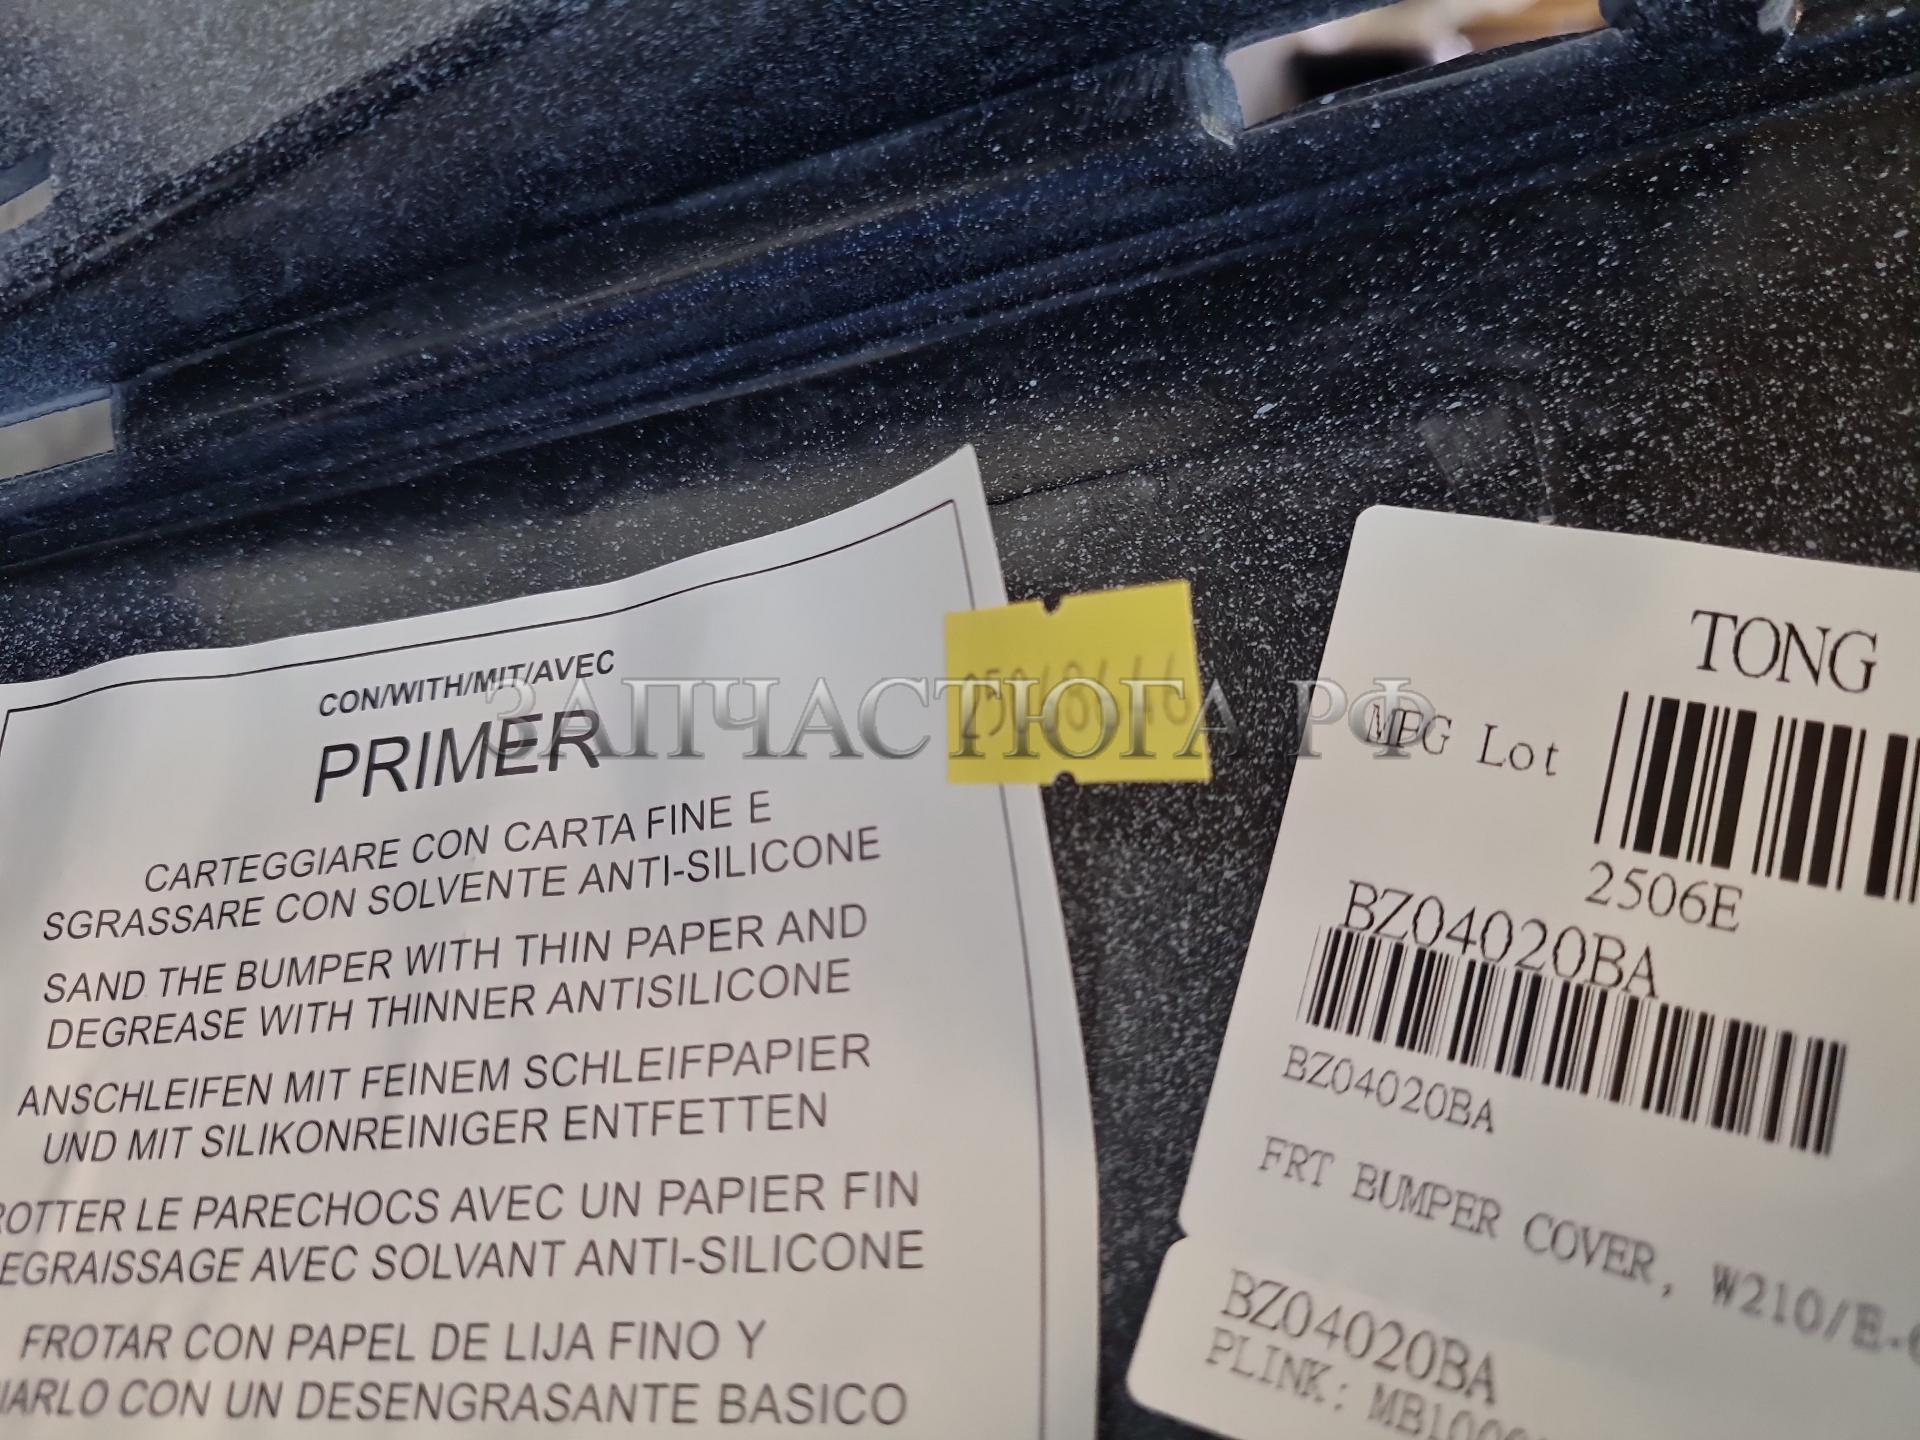 CON/WITH/MIT/AVEC
PRIMER
CARTEGGIARE CON CARTA FINE E
SGRASSARE CON SOLVENTE ANTI-SILICONE
SAND THE BUMPER WITH THIN PAPER AND
DEGREASE WITH THINNER ANTISILICONE
ANSCHLEIFEN MIT FEINEM SCHLEIFPAPIER
UND MIT SILIKONREINIGER ENTFETTEN
ROTTER LE PARECHOCS AVEC UN PAPIER FIN
EGRAISSAGE AVEC SOLVANT ANTI-SILICONE
FROTAR CON PAPEL DE LIJA FINO Y
IARLO CON UN DESENGRASANTE BASICO
ЗАПЧАСТЮГА.РФ
TONG
MFG Lot
2506E
BZ04020BA
BZ04020BA
FRT BUMPER COVER, W210/E-
BZ04020BA
PLINK: MB1000